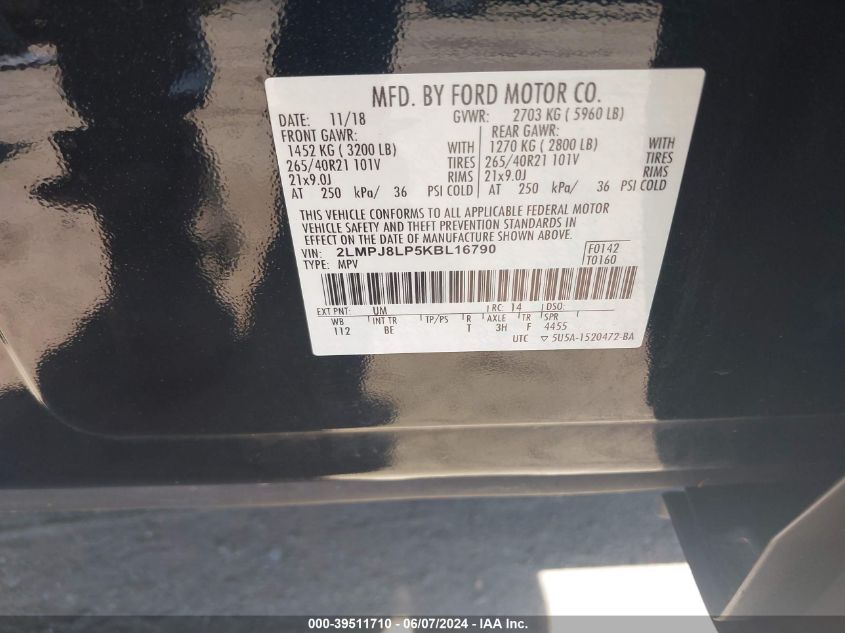 MFD. BY FORD MOTOR CO.
DATE: 11/18 GVWR: 2703 KG ( 5960 LB)
FRONT GAWR: REAR GAWR:
1452 KG ( 3200 LB) WITH 1270 KG ( 2800 LB) WITH
265/40R21 101V TIRES 265/40R21 101V TIRES
21x9.0J RIMS 21x9.0J RIMS
AT 250 kPa/ 36 PSI COLD AT 250 kPa/ 36 PSI COLD
THIS VEHICLE CONFORMS TO ALL APPLICABLE FEDERAL MOTOR
VEHICLE SAFETY AND THEFT PREVENTION STANDARDS IN
EFFECT ON THE DATE OF MANUFACTURE SHOWN ABOVE.
VIN: 2LMPJ8LP5KBL16790 F0142
TYPE: MPV T0160
EXT PNT: UM RC: 14 DSO:
WB INT TR TP/PS R AXLE TR SPR
112 BE T 3H F 4455
UTC ▽ 5U5A-1520472-BA
000-39511710 - 06/07/2024 - IAA Inc.